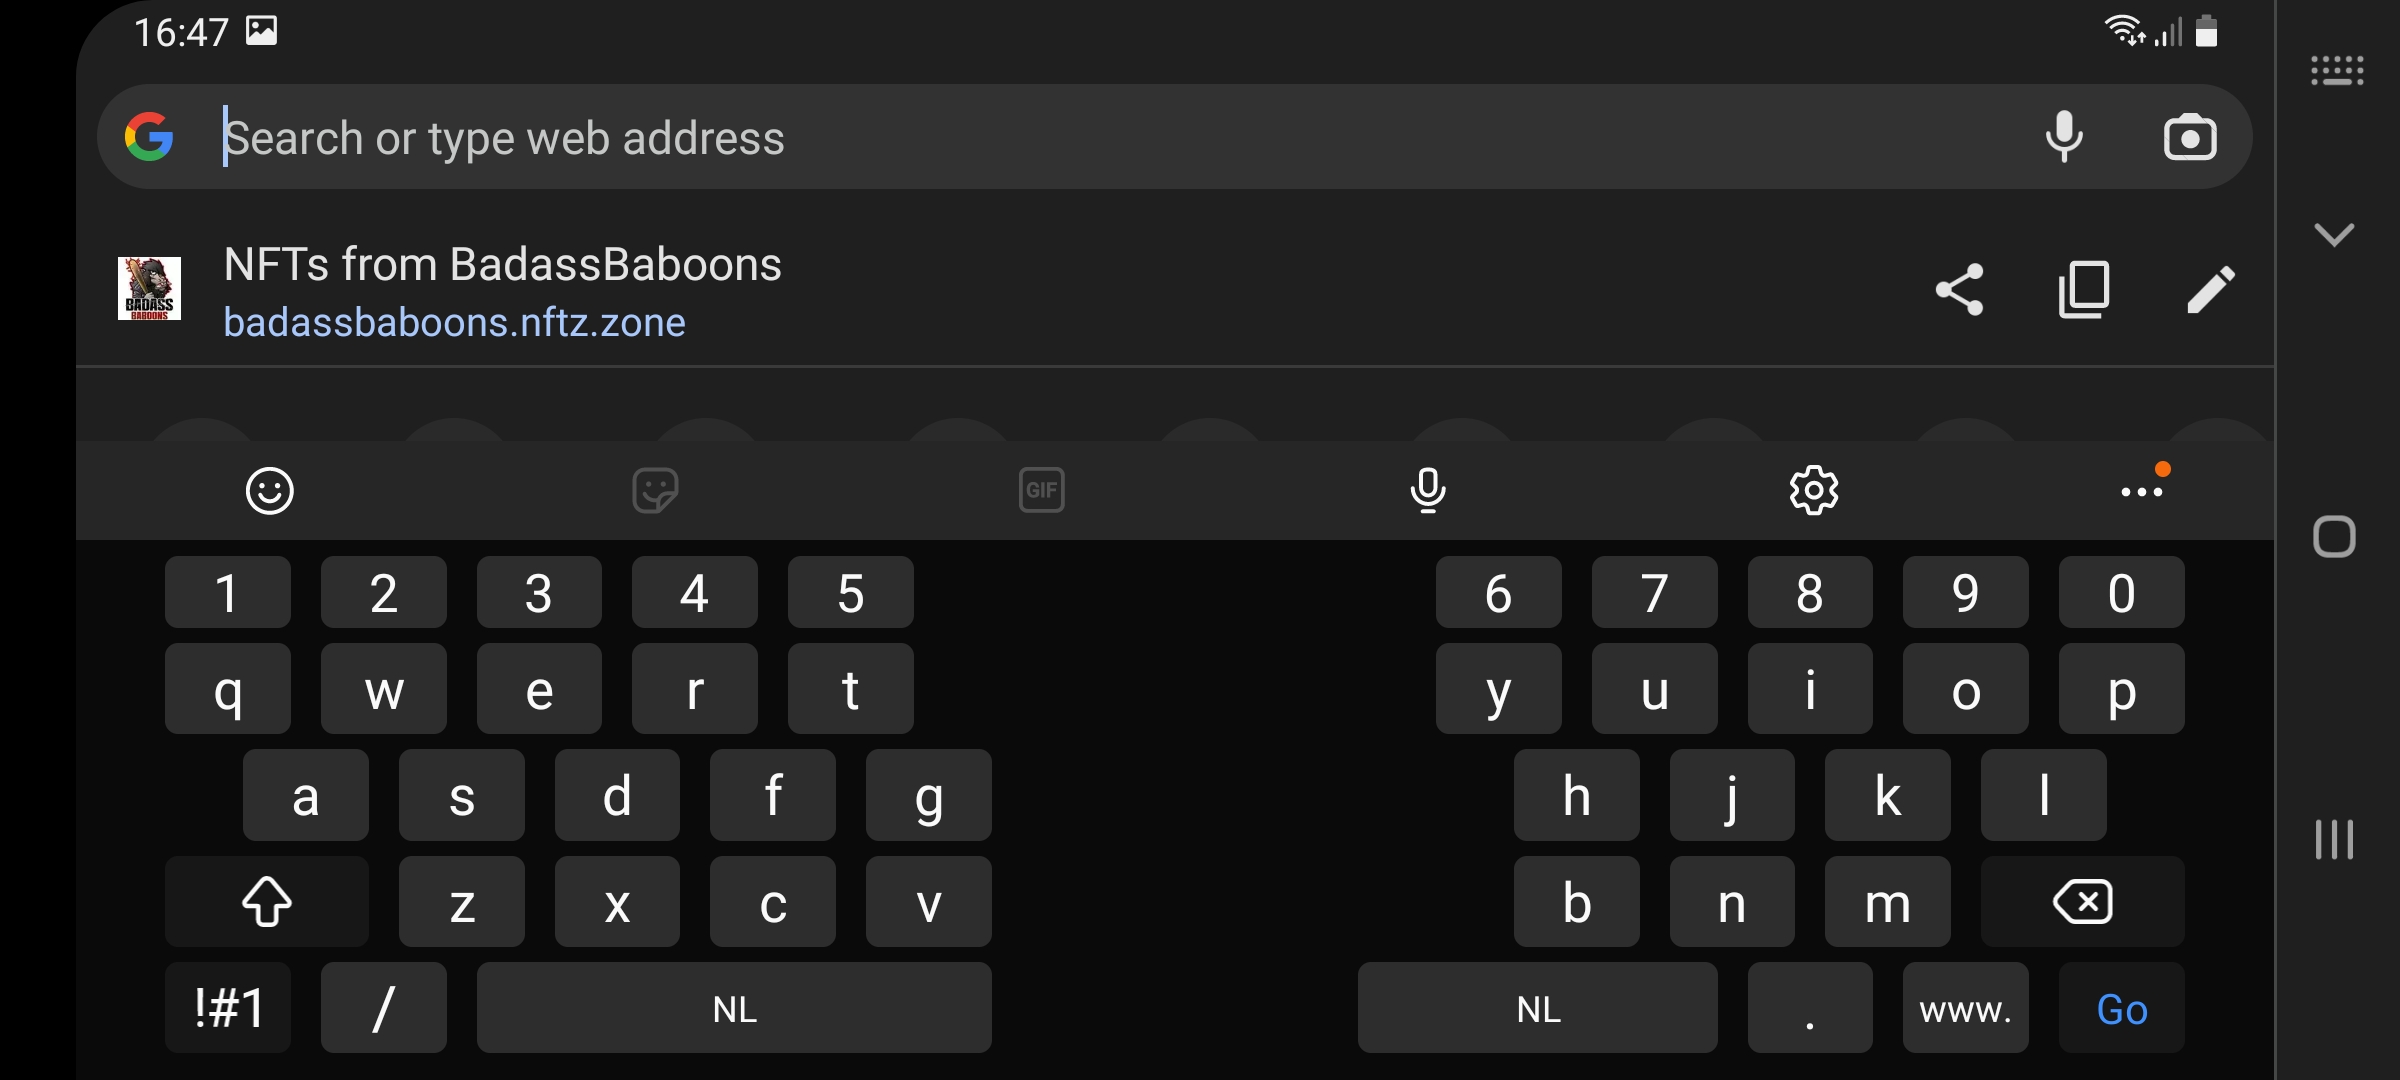 16:47
Search or type web address
NFTs from BadassBaboons
badassbaboons.nftz.zone
BADASS
BABOONS
GIF
1 2 3 4 5 6 7 8 9 0
q w e r t y u i o p
a s d f g h j k l
z x c v b n m
!#1 / NL NL . www. Go